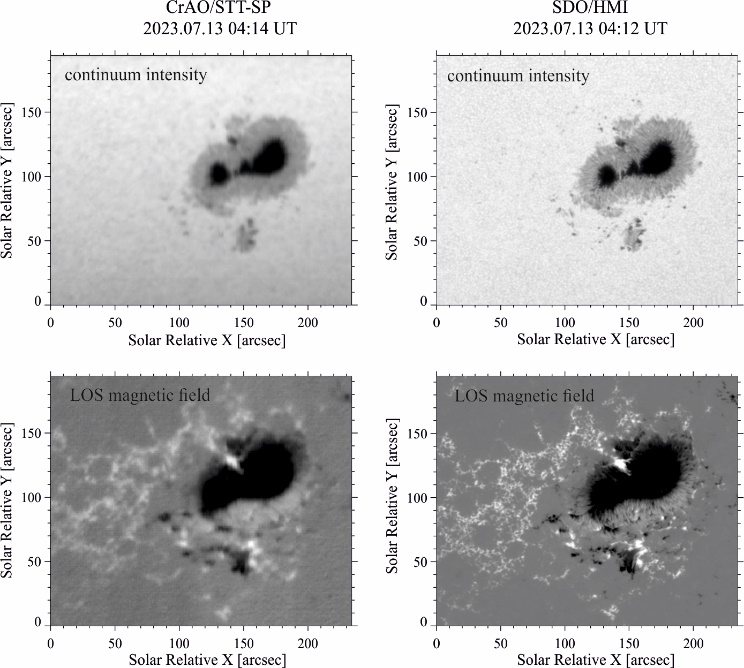 CrAO/STT-SP
2023.07.13 04:14 UT
SDO/HMI
2023.07.13 04:12 UT
continuum intensity
150
100
50
0
Solar Relative Y [arcsec]
0 50 100 150 200
Solar Relative X [arcsec]
continuum intensity
150
100
50
0
Solar Relative Y [arcsec]
0 50 100 150 200
Solar Relative X [arcsec]
LOS magnetic field
150
100
50
0
Solar Relative Y [arcsec]
0 50 100 150 200
Solar Relative X [arcsec]
LOS magnetic field
150
100
50
0
Solar Relative Y [arcsec]
0 50 100 150 200
Solar Relative X [arcsec]